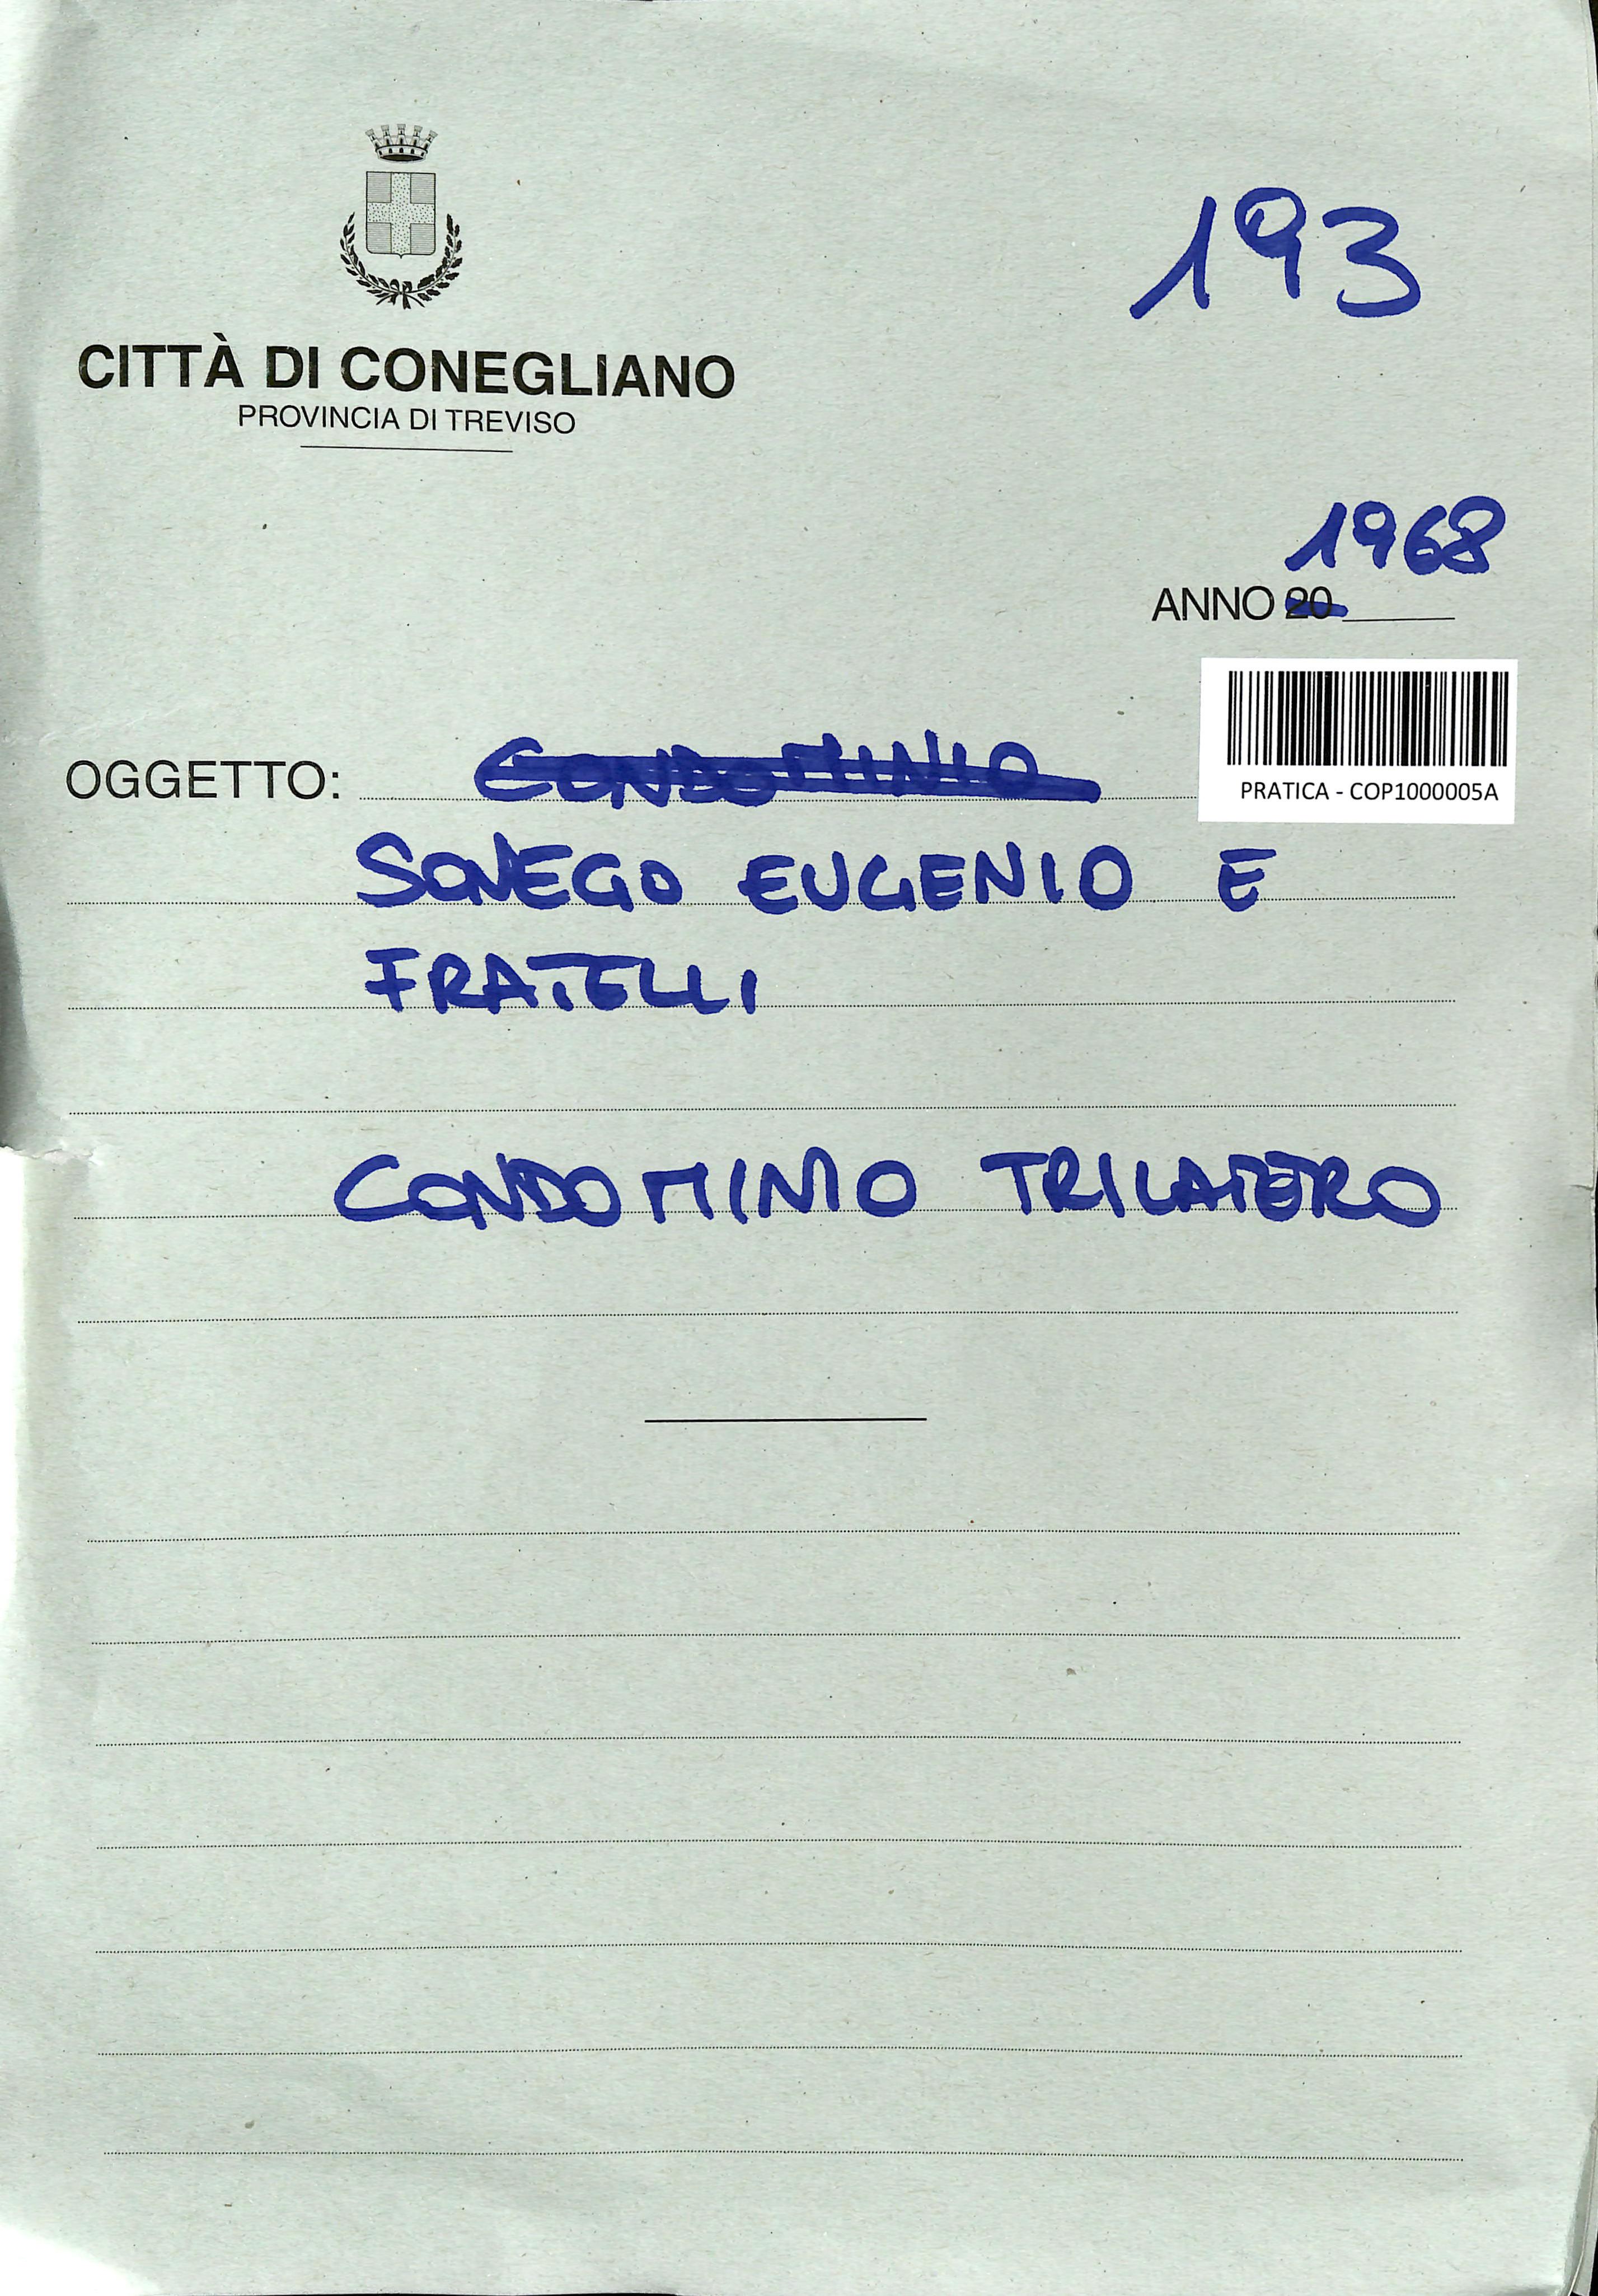 193
CITTÀ DI CONEGLIANO
PROVINCIA DI TREVISO
1968
ANNO 20
PRATICA - COP1000005A
OGGETTO: CONDOMINIO
SONEGO EUGENIO E
FRATELLI
CONDOMINIO TRILATERO